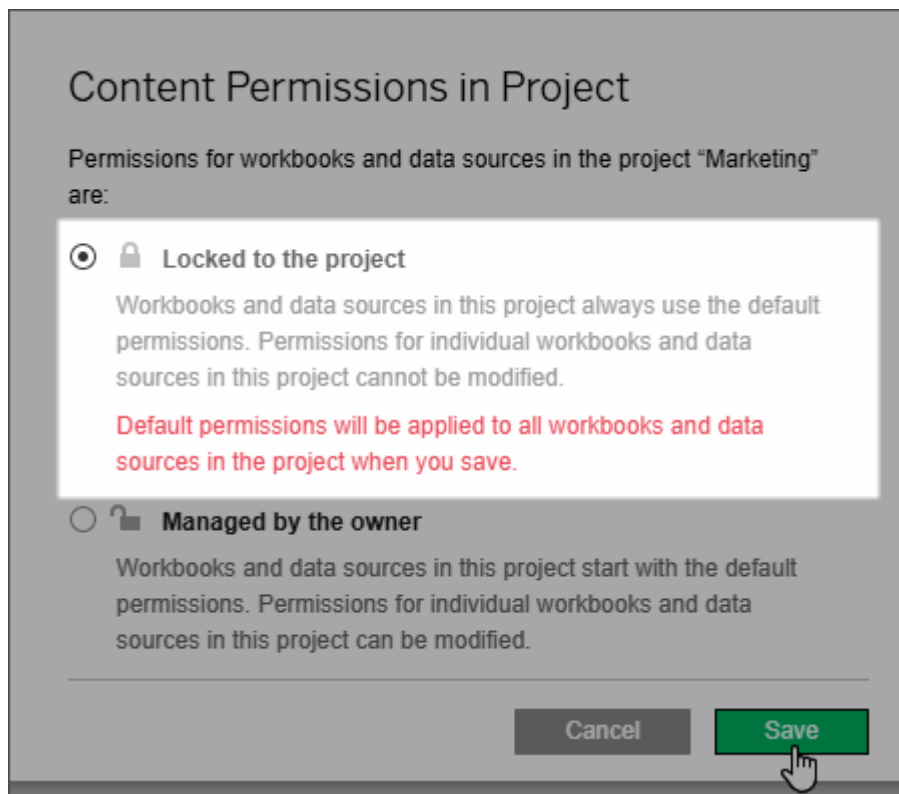 Content Permissions in Project
Permissions for workbooks and data sources in the project “Marketing”
are:
Locked to the project
Workbooks and data sources in this project always use the default
permissions. Permissions for individual workbooks and data
sources in this project cannot be modified.
Default permissions will be applied to all workbooks and data
sources in the project when you save.
Managed by the owner
Workbooks and data sources in this project start with the default
permissions. Permissions for individual workbooks and data
sources in this project can be modified.
Cancel Save